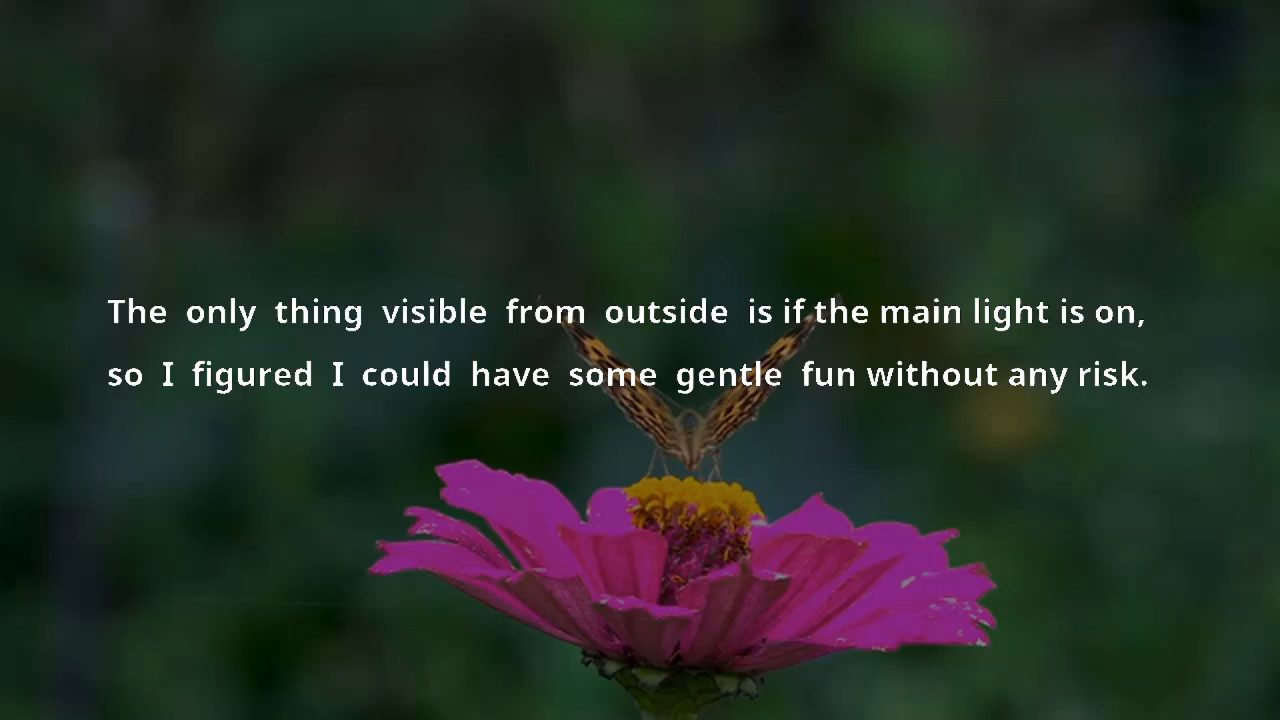 The only thing visible from outside is if the main light is on,
so I figured I could have some gentle fun without any risk.